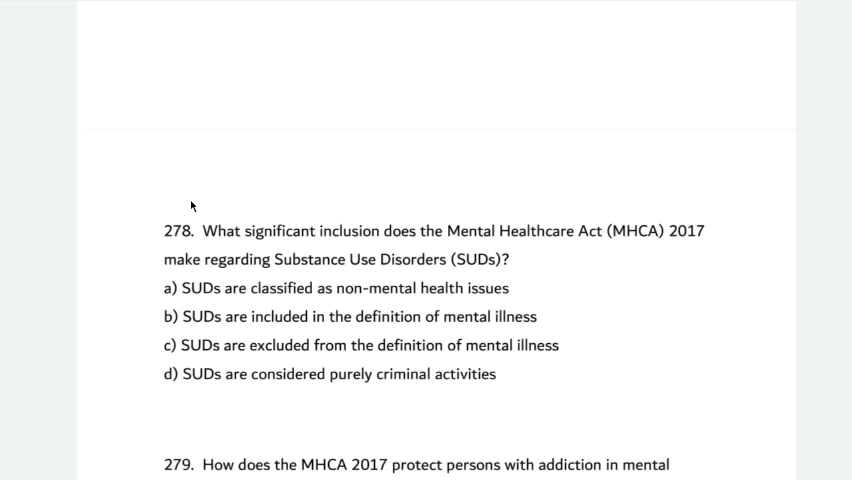 278. What significant inclusion does the Mental Healthcare Act (MHCA) 2017
make regarding Substance Use Disorders (SUDs)?
a) SUDs are classified as non-mental health issues
b) SUDs are included in the definition of mental illness
c) SUDs are excluded from the definition of mental illness
d) SUDs are considered purely criminal activities
279. How does the MHCA 2017 protect persons with addiction in mental